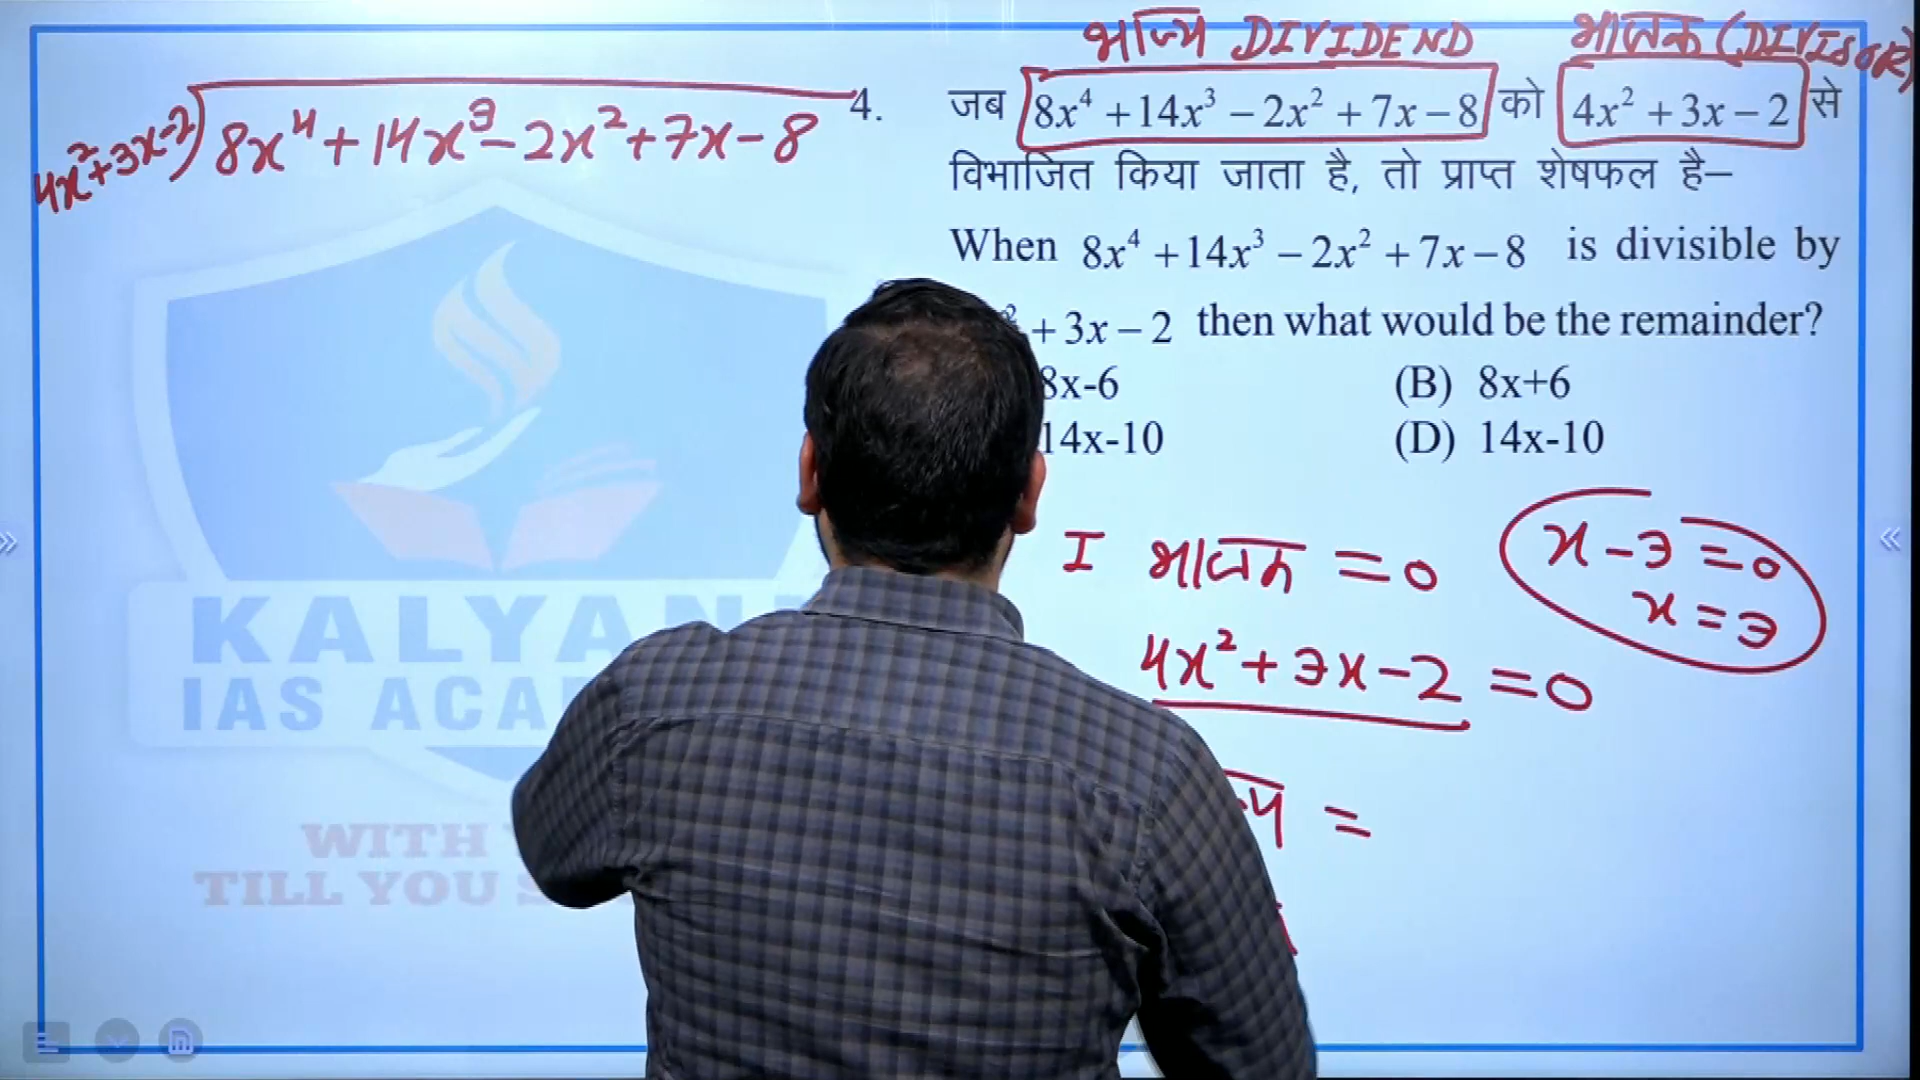 भाज्य DIVIDEND
भाजक (DIVISOR)
4x²+3x-2) 8x⁴ + 14x³ - 2x² + 7x - 8
4. जब 8x⁴ + 14x³ − 2x² + 7x − 8 को 4x² + 3x − 2 से
विभाजित किया जाता है, तो प्राप्त शेषफल है–
When 8x⁴ + 14x³ − 2x² + 7x − 8 is divisible by
+ 3x − 2 then what would be the remainder?
8x-6 (B) 8x+6
14x-10 (D) 14x-10
I भाजक = 0
x - 3 = 0
x = 3
4x² + 3x - 2 = 0
=
KALYAN
IAS ACA
WITH
TILL YOU S